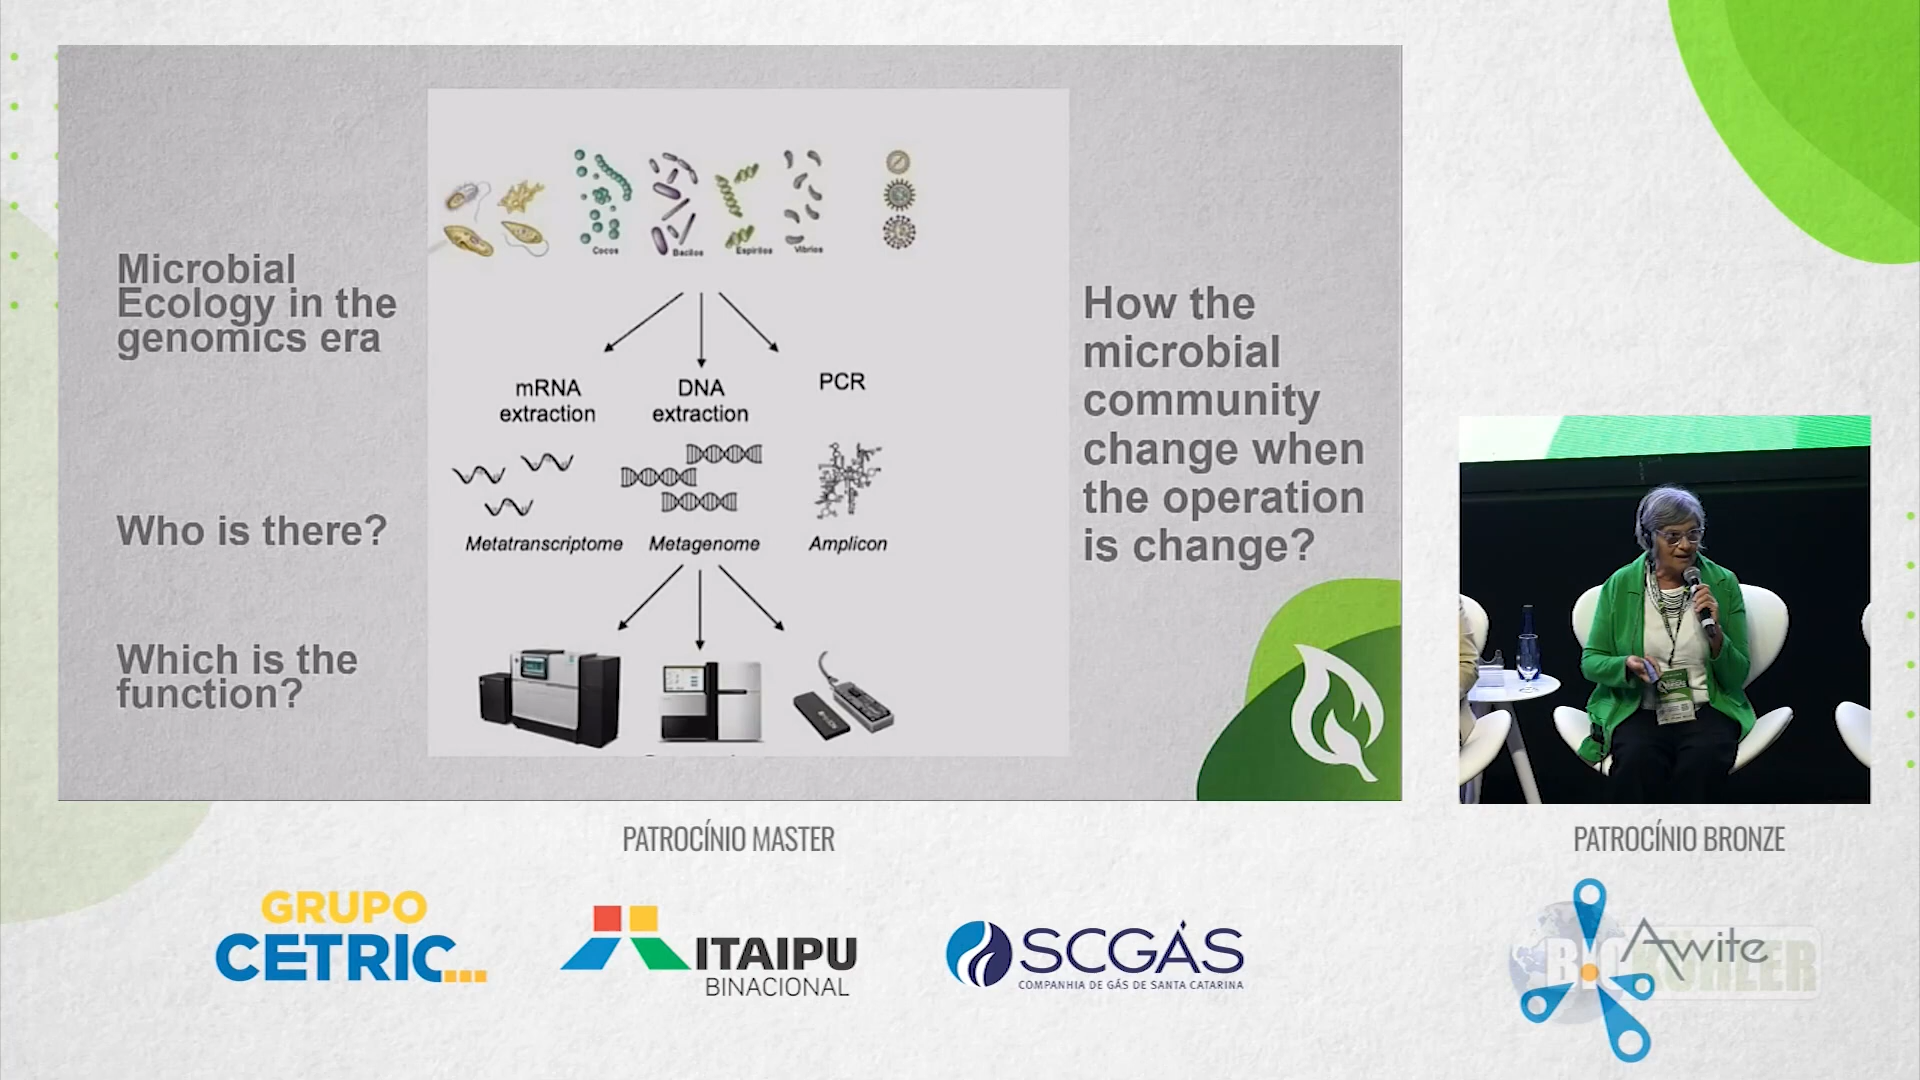 Microbial
Ecology in the
genomics era
Who is there?
Which is the
function?
Cocos
Bacilos
Espirilos
Vibrios
mRNA
extraction
DNA
extraction
PCR
Metatranscriptome
Metagenome
Amplicon
How the
microbial
community
change when
the operation
is change?
PATROCÍNIO MASTER
PATROCÍNIO BRONZE
GRUPO
CETRIC...
ITAIPU
BINACIONAL
SCGÁS
COMPANHIA DE GÁS DE SANTA CATARINA
Awite